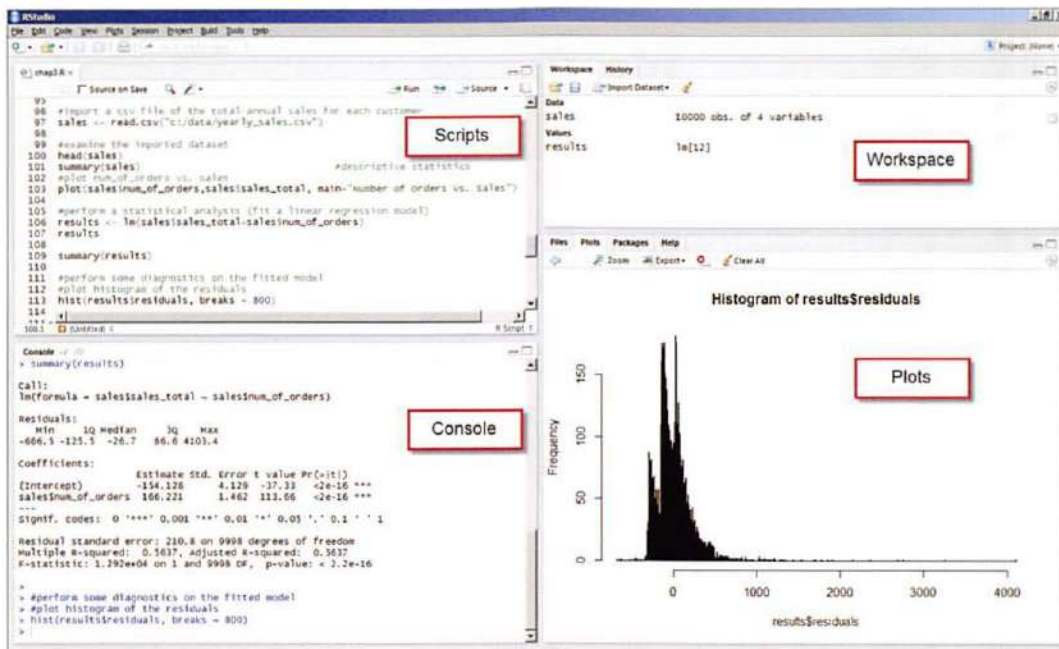 RStudio
File Edit Code View Plots Session Project Build Tools Help
Project: (None)
chap3.R ×
Source on Save
Run
Source
95
96 #import a csv file of the total annual sales for each customer
97 sales <- read.csv("c:/data/yearly_sales.csv")
98
99 #examine the imported dataset
100 head(sales)
101 summary(sales) #descriptive statistics
102 #plot num_of_orders vs. sales
103 plot(sales$num_of_orders,sales$sales_total, main="Number of orders vs. Sales")
104
105 #perform a statistical analysis (fit a linear regression model)
106 results <- lm(sales$sales_total~sales$num_of_orders)
107 results
108
109 summary(results)
110
111 #perform some diagnostics on the fitted model
112 #plot histogram of the residuals
113 hist(results$residuals, breaks = 800)
114
108:1 (Untitled)
R Script
Scripts
Console ~/
> summary(results)
Call:
lm(formula = sales$sales_total ~ sales$num_of_orders)
Residuals:
Min 1Q Median 3Q Max
-666.5 -125.5 -26.7 86.6 4103.4
Coefficients:
Estimate Std. Error t value Pr(>|t|)
(Intercept) -154.128 4.129 -37.33 <2e-16 ***
sales$num_of_orders 166.221 1.462 113.66 <2e-16 ***
---
Signif. codes: 0 '***' 0.001 '**' 0.01 '*' 0.05 '.' 0.1 ' ' 1
Residual standard error: 210.8 on 9998 degrees of freedom
Multiple R-squared: 0.5637, Adjusted R-squared: 0.5637
F-statistic: 1.292e+04 on 1 and 9998 DF, p-value: < 2.2e-16
>
> #perform some diagnostics on the fitted model
> #plot histogram of the residuals
> hist(results$residuals, breaks = 800)
>
Console
Workspace History
Import Dataset
Data
sales 10000 obs. of 4 variables
Values
results lm[12]
Workspace
Files Plots Packages Help
Zoom Export Clear All
Histogram of results$residuals
Plots
Frequency
150
100
50
0
0 1000 2000 3000 4000
results$residuals